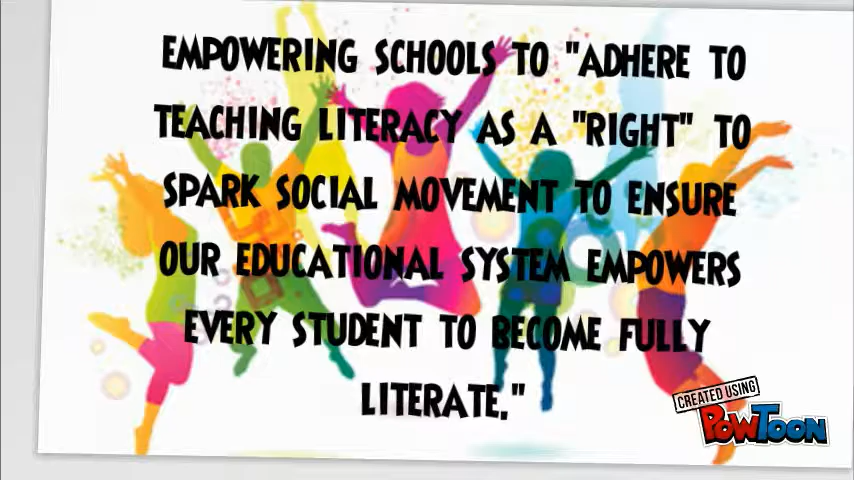 EMPOWERING SCHOOLS TO "ADHERE TO
TEACHING LITERACY AS A "RIGHT" TO
SPARK SOCIAL MOVEMENT TO ENSURE
OUR EDUCATIONAL SYSTEM EMPOWERS
EVERY STUDENT TO BECOME FULLY
LITERATE."
CREATED USING
POWTOON